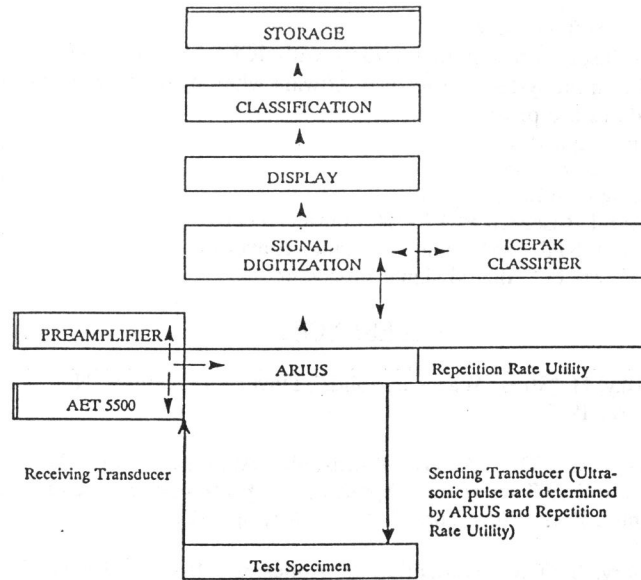 STORAGE
CLASSIFICATION
DISPLAY
SIGNAL
DIGITIZATION
ICEPAK
CLASSIFIER
PREAMPLIFIER
ARIUS
Repetition Rate Utility
AET 5500
Receiving Transducer
Sending Transducer (Ultra-
sonic pulse rate determined
by ARIUS and Repetition
Rate Utility)
Test Specimen